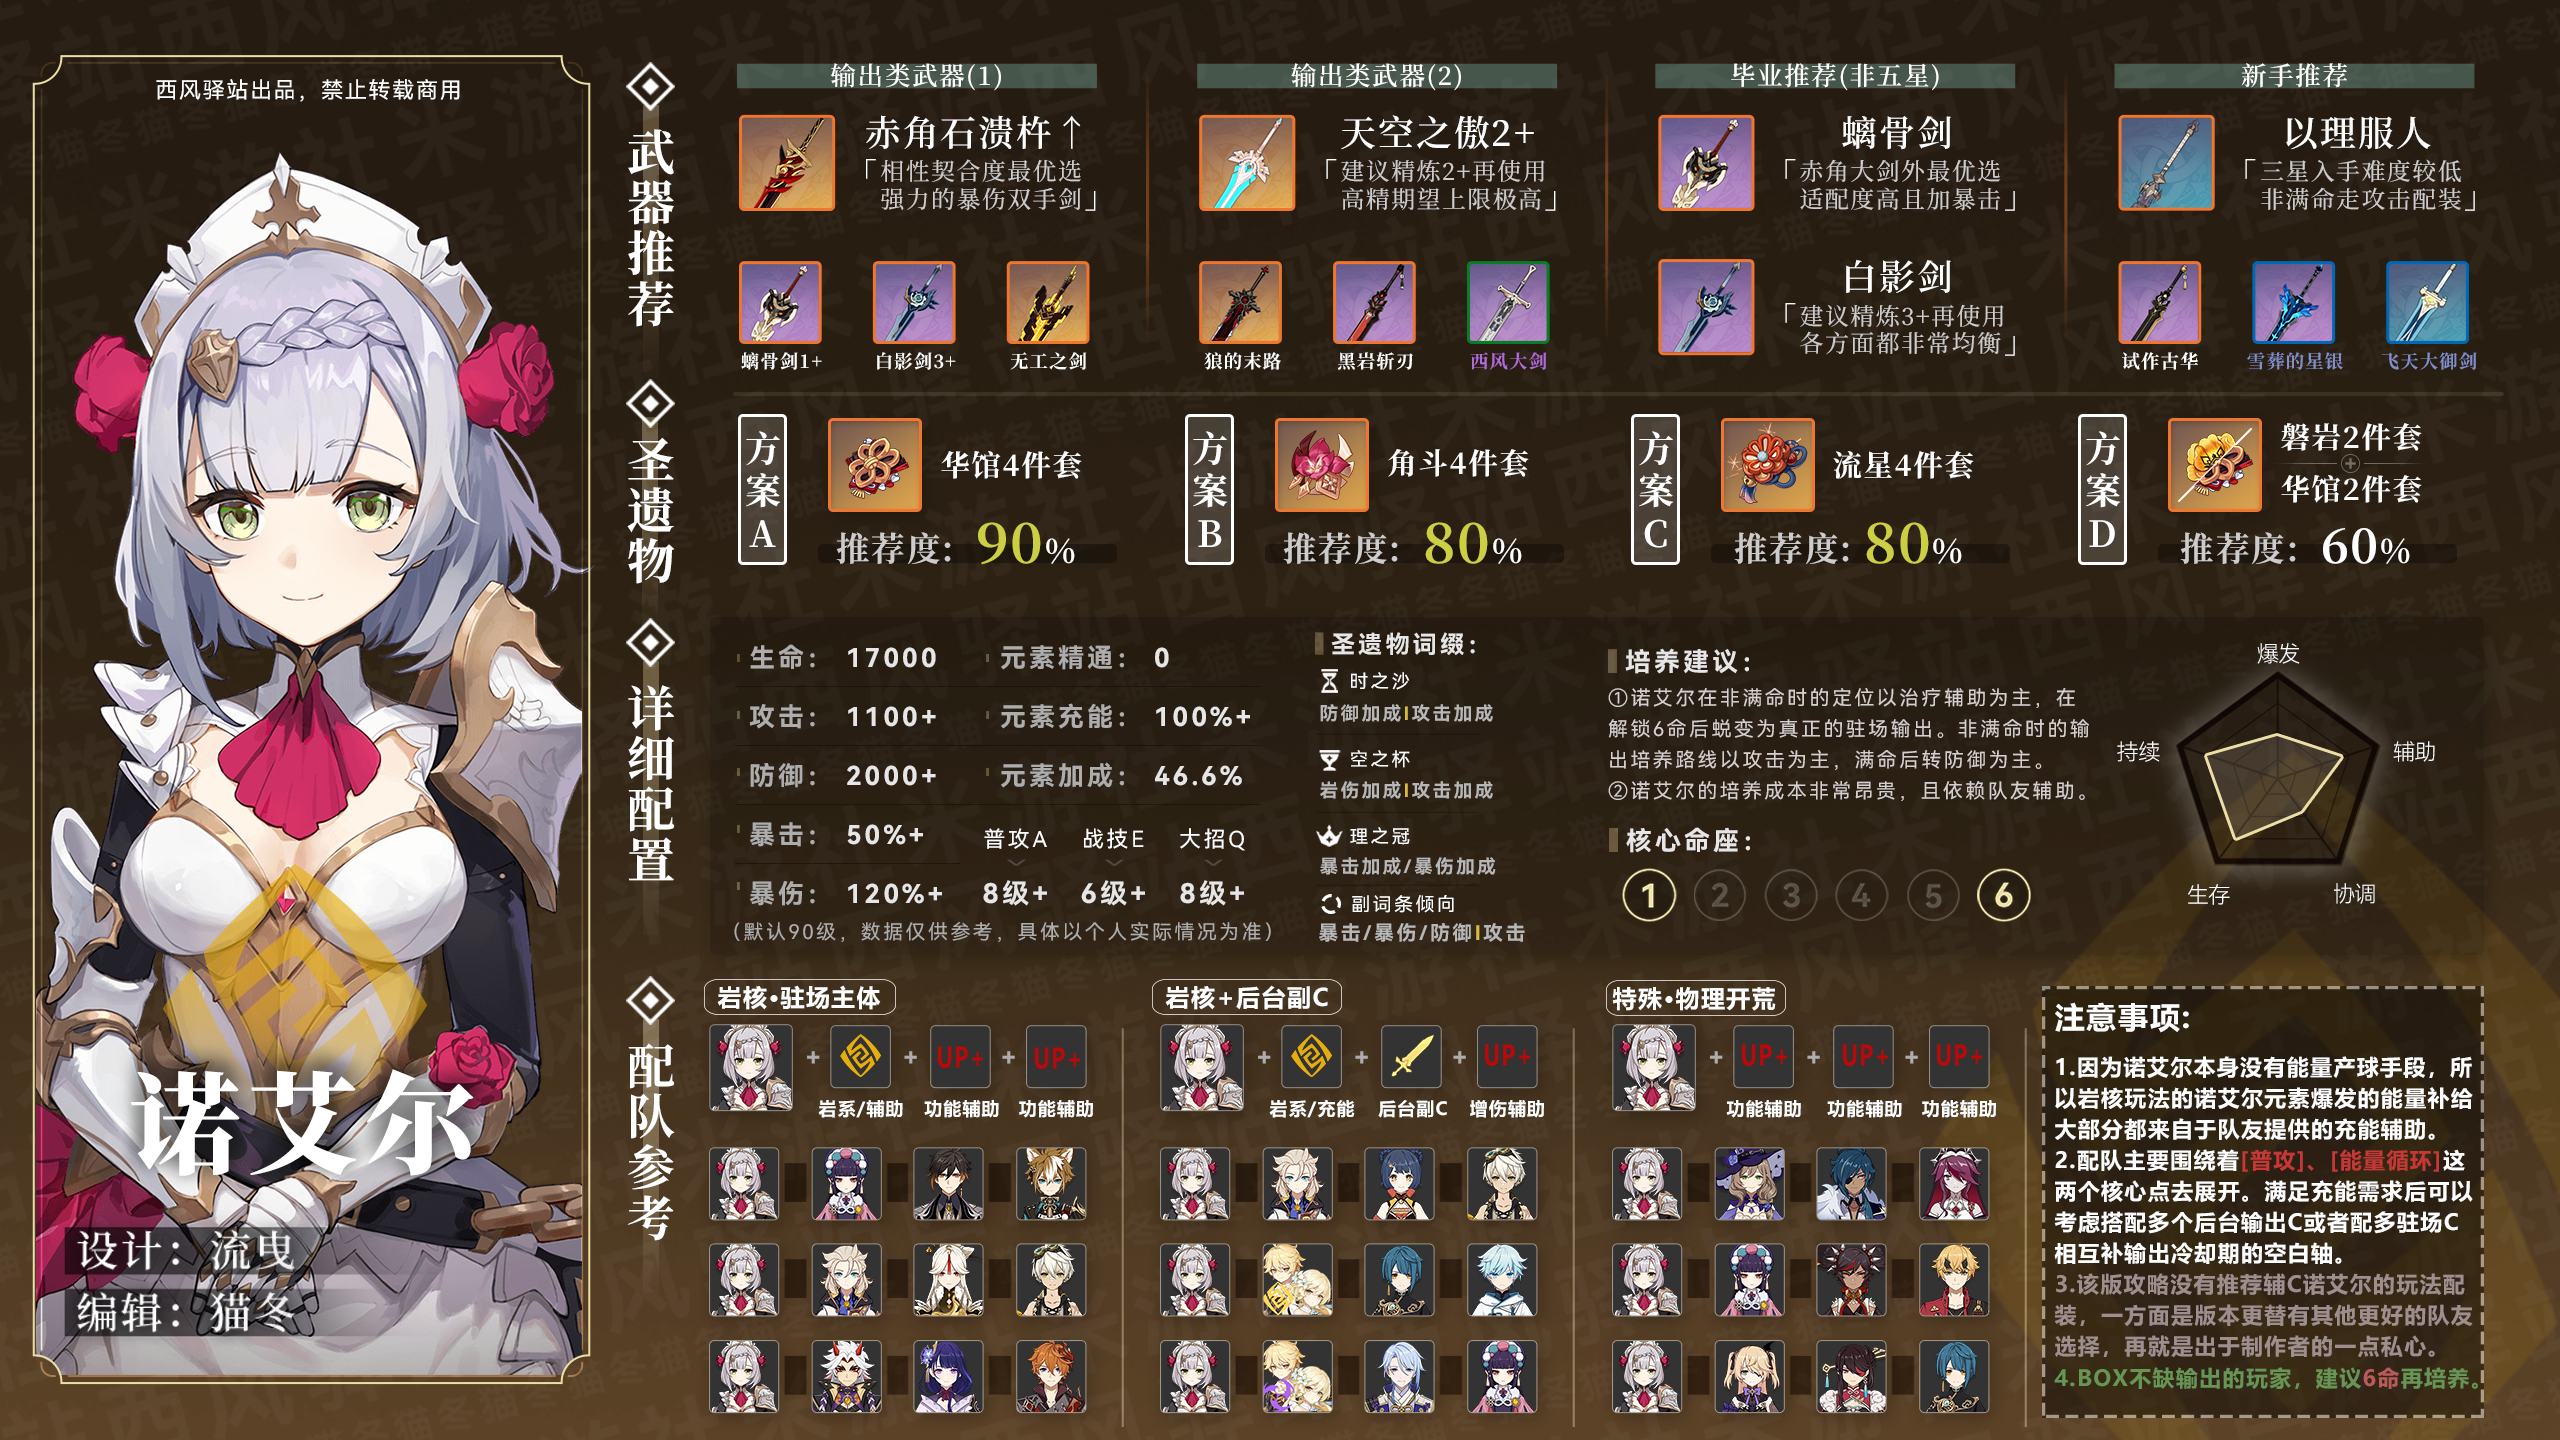 西风驿站出品，禁止转载商用
诺艾尔
设计：流曳
编辑：猫冬
武器推荐
输出类武器(1)
赤角石溃杵↑
「相性契合度最优选
强力的暴伤双手剑」
螭骨剑1+
白影剑3+
无工之剑
输出类武器(2)
天空之傲2+
「建议精炼2+再使用
高精期望上限极高」
狼的末路
黑岩斩刃
西风大剑
毕业推荐(非五星)
螭骨剑
「赤角大剑外最优选
适配度高且加暴击」
白影剑
「建议精炼3+再使用
各方面都非常均衡」
新手推荐
以理服人
「三星入手难度较低
非满命走攻击配装」
试作古华
雪葬的星银
飞天大御剑
圣遗物
方案A
华馆4件套
推荐度：90%
方案B
角斗4件套
推荐度：80%
方案C
流星4件套
推荐度：80%
方案D
磐岩2件套
华馆2件套
推荐度：60%
详细配置
生命：17000
元素精通：0
攻击：1100+
元素充能：100%+
防御：2000+
元素加成：46.6%
暴击：50%+
普攻A 战技E 大招Q
暴伤：120%+
8级+ 6级+ 8级+
(默认90级，数据仅供参考，具体以个人实际情况为准)
圣遗物词缀：
时之沙
防御加成|攻击加成
空之杯
岩伤加成|攻击加成
理之冠
暴击加成/暴伤加成
副词条倾向
暴击/暴伤/防御|攻击
培养建议：
①诺艾尔在非满命时的定位以治疗辅助为主，在
解锁6命后蜕变为真正的驻场输出。非满命时的输
出培养路线以攻击为主，满命后转防御为主。
②诺艾尔的培养成本非常昂贵，且依赖队友辅助。
核心命座：
1 2 3 4 5 6
爆发
持续
辅助
生存
协调
配队参考
岩核·驻场主体
+ + UP+ + UP+
岩系/辅助 功能辅助 功能辅助
岩核+后台副C
+ + + UP+
岩系/充能 后台副C 增伤辅助
特殊·物理开荒
+ UP+ + UP+ + UP+
功能辅助 功能辅助 功能辅助
注意事项:
1.因为诺艾尔本身没有能量产球手段，所
以岩核玩法的诺艾尔元素爆发的能量补给
大部分都来自于队友提供的充能辅助。
2.配队主要围绕着[普攻]、[能量循环]这
两个核心点去展开。满足充能需求后可以
考虑搭配多个后台输出C或者配多驻场C
相互补输出冷却期的空白轴。
3.该版攻略没有推荐辅C诺艾尔的玩法配
装，一方面是版本更替有其他更好的队友
选择，再就是出于制作者的一点私心。
4.BOX不缺输出的玩家，建议6命再培养。